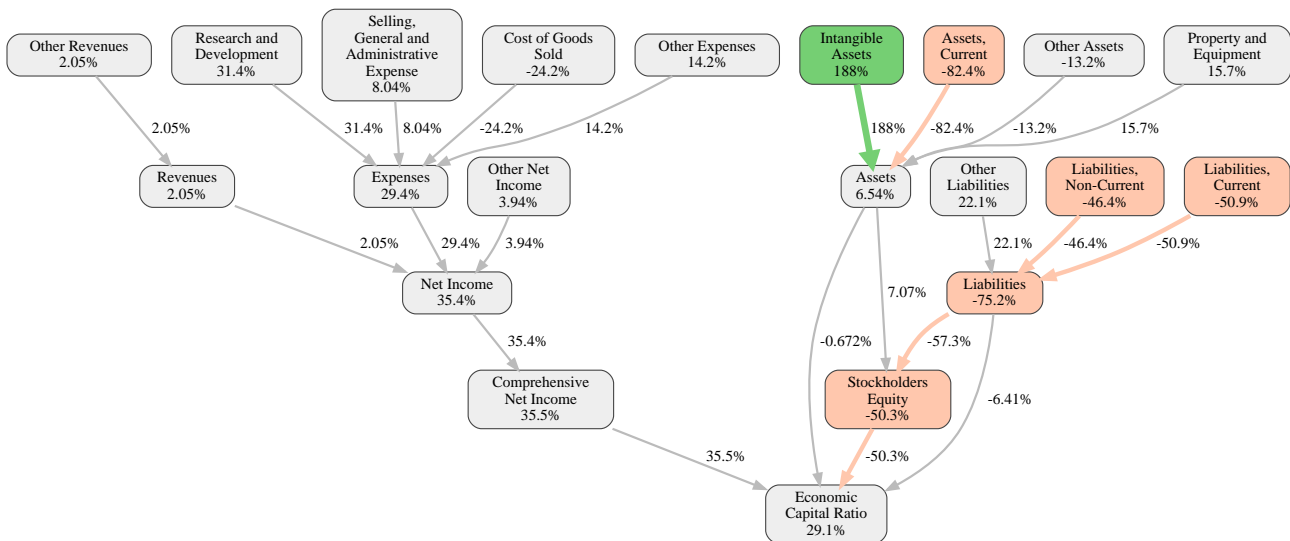 Other Revenues
2.05%
Research and
Development
31.4%
Selling,
General and
Administrative
Expense
8.04%
Cost of Goods
Sold
-24.2%
Other Expenses
14.2%
Intangible
Assets
188%
Assets,
Current
-82.4%
Other Assets
-13.2%
Property and
Equipment
15.7%
2.05%
31.4%
8.04%
-24.2%
14.2%
188%
-82.4%
-13.2%
15.7%
Revenues
2.05%
Expenses
29.4%
Other Net
Income
3.94%
Assets
6.54%
Other
Liabilities
22.1%
Liabilities,
Non-Current
-46.4%
Liabilities,
Current
-50.9%
2.05%
29.4%
3.94%
22.1%
-46.4%
-50.9%
Net Income
35.4%
7.07%
Liabilities
-75.2%
35.4%
-0.672%
-57.3%
Comprehensive
Net Income
35.5%
Stockholders
Equity
-50.3%
-6.41%
35.5%
-50.3%
Economic
Capital Ratio
29.1%